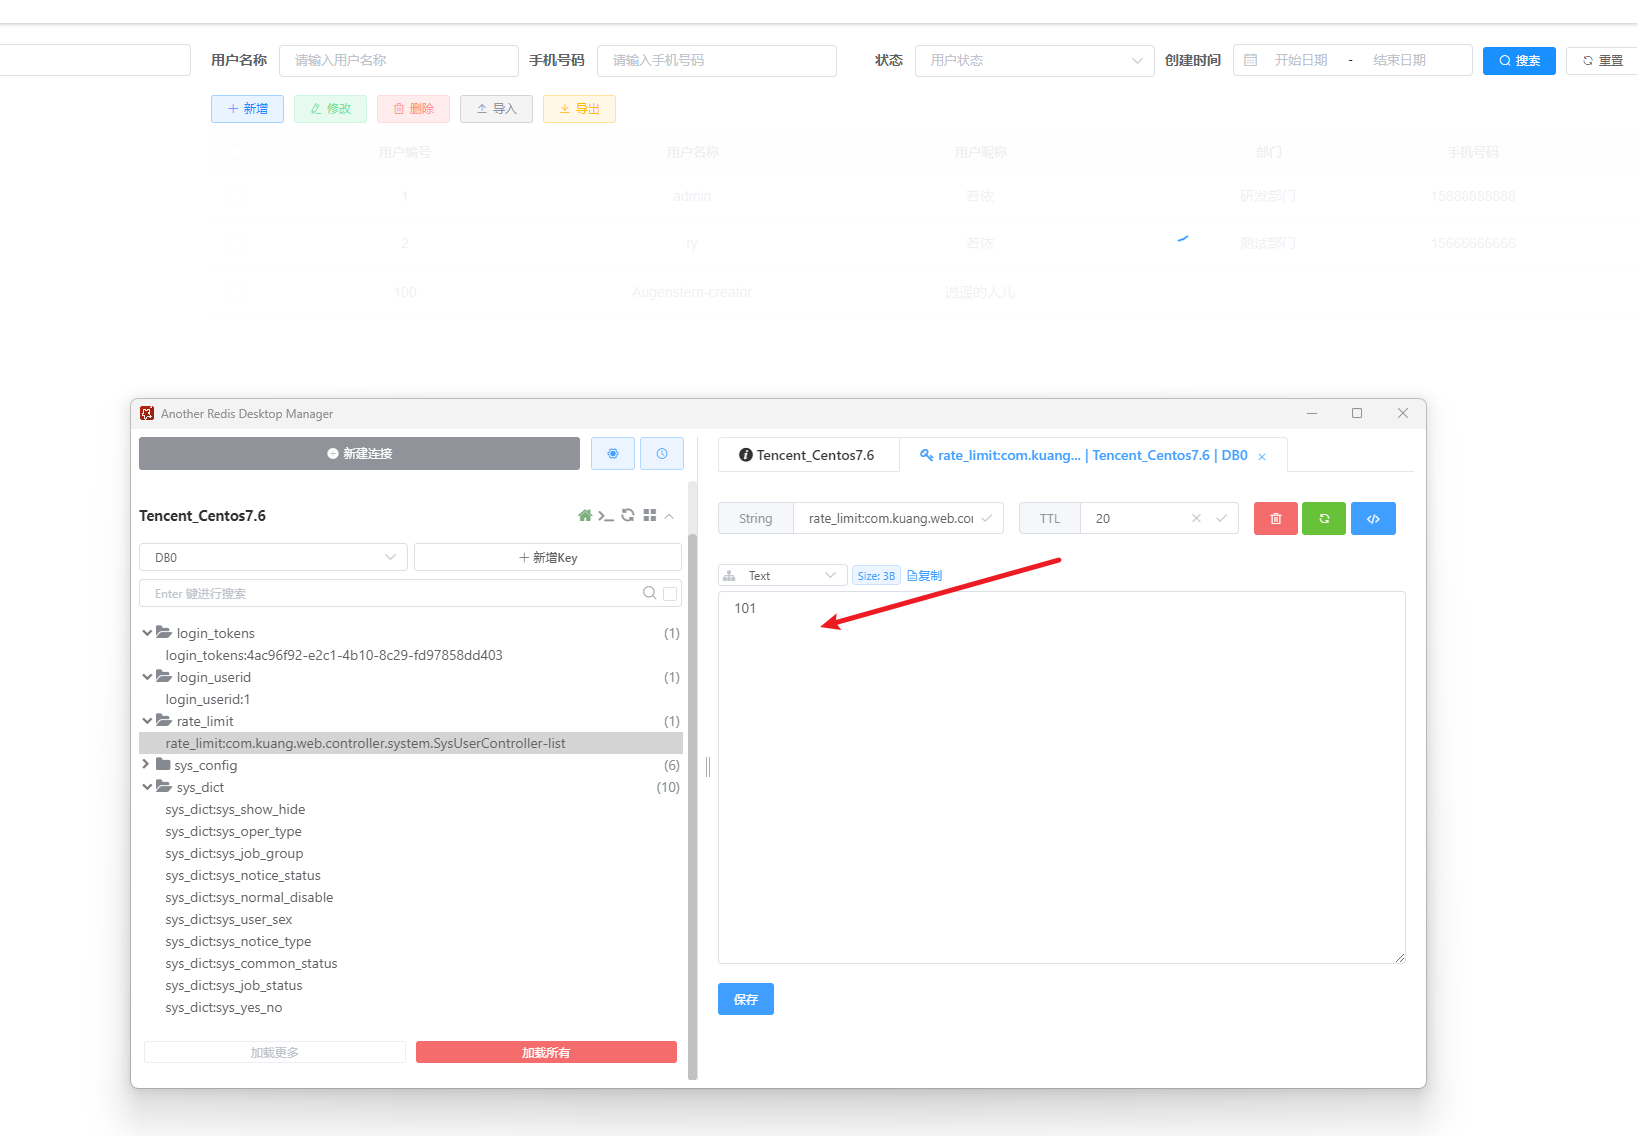 用户名称 请输入用户名称 手机号码 请输入手机号码 状态 用户状态 创建时间 开始日期 - 结束日期 搜索 重置
新增 修改 删除 导入 导出
用户编号 用户名称 用户昵称 部门 手机号码
1 admin 若依 研发部门 15888888888
2 ry 若依 测试部门 15666666666
100 Augenstern-creator 逍遥的人儿
Another Redis Desktop Manager
新建连接
Tencent_Centos7.6
DB0 新增Key
Enter 键进行搜索
login_tokens (1)
login_tokens:4ac96f92-e2c1-4b10-8c29-fd97858dd403
login_userid (1)
login_userid:1
rate_limit (1)
rate_limit:com.kuang.web.controller.system.SysUserController-list
sys_config (6)
sys_dict (10)
sys_dict:sys_show_hide
sys_dict:sys_oper_type
sys_dict:sys_job_group
sys_dict:sys_notice_status
sys_dict:sys_normal_disable
sys_dict:sys_user_sex
sys_dict:sys_notice_type
sys_dict:sys_common_status
sys_dict:sys_job_status
sys_dict:sys_yes_no
加载更多 加载所有
Tencent_Centos7.6 rate_limit:com.kuang... | Tencent_Centos7.6 | DB0
String rate_limit:com.kuang.web.cor TTL 20
Text Size: 3B 复制
101
保存